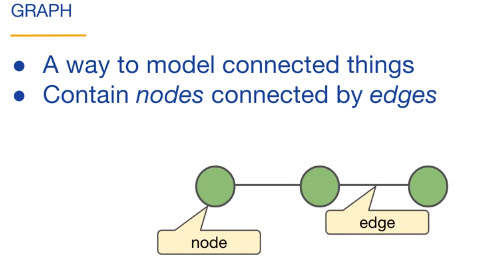 GRAPH
● A way to model connected things
● Contain nodes connected by edges
edge
node